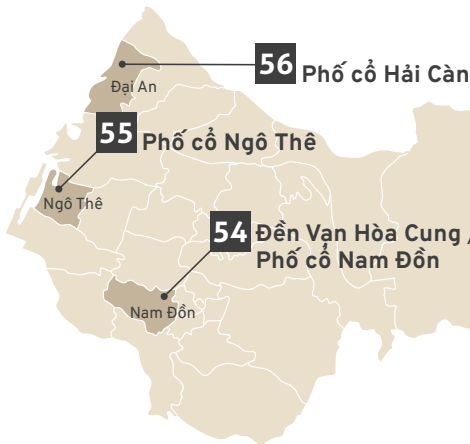 56 Phố cổ Hải Càn
Đại An
55 Phố cổ Ngô Thê
Ngô Thê
54 Đền Vạn Hòa Cung /
Phố cổ Nam Đồn
Nam Đồn